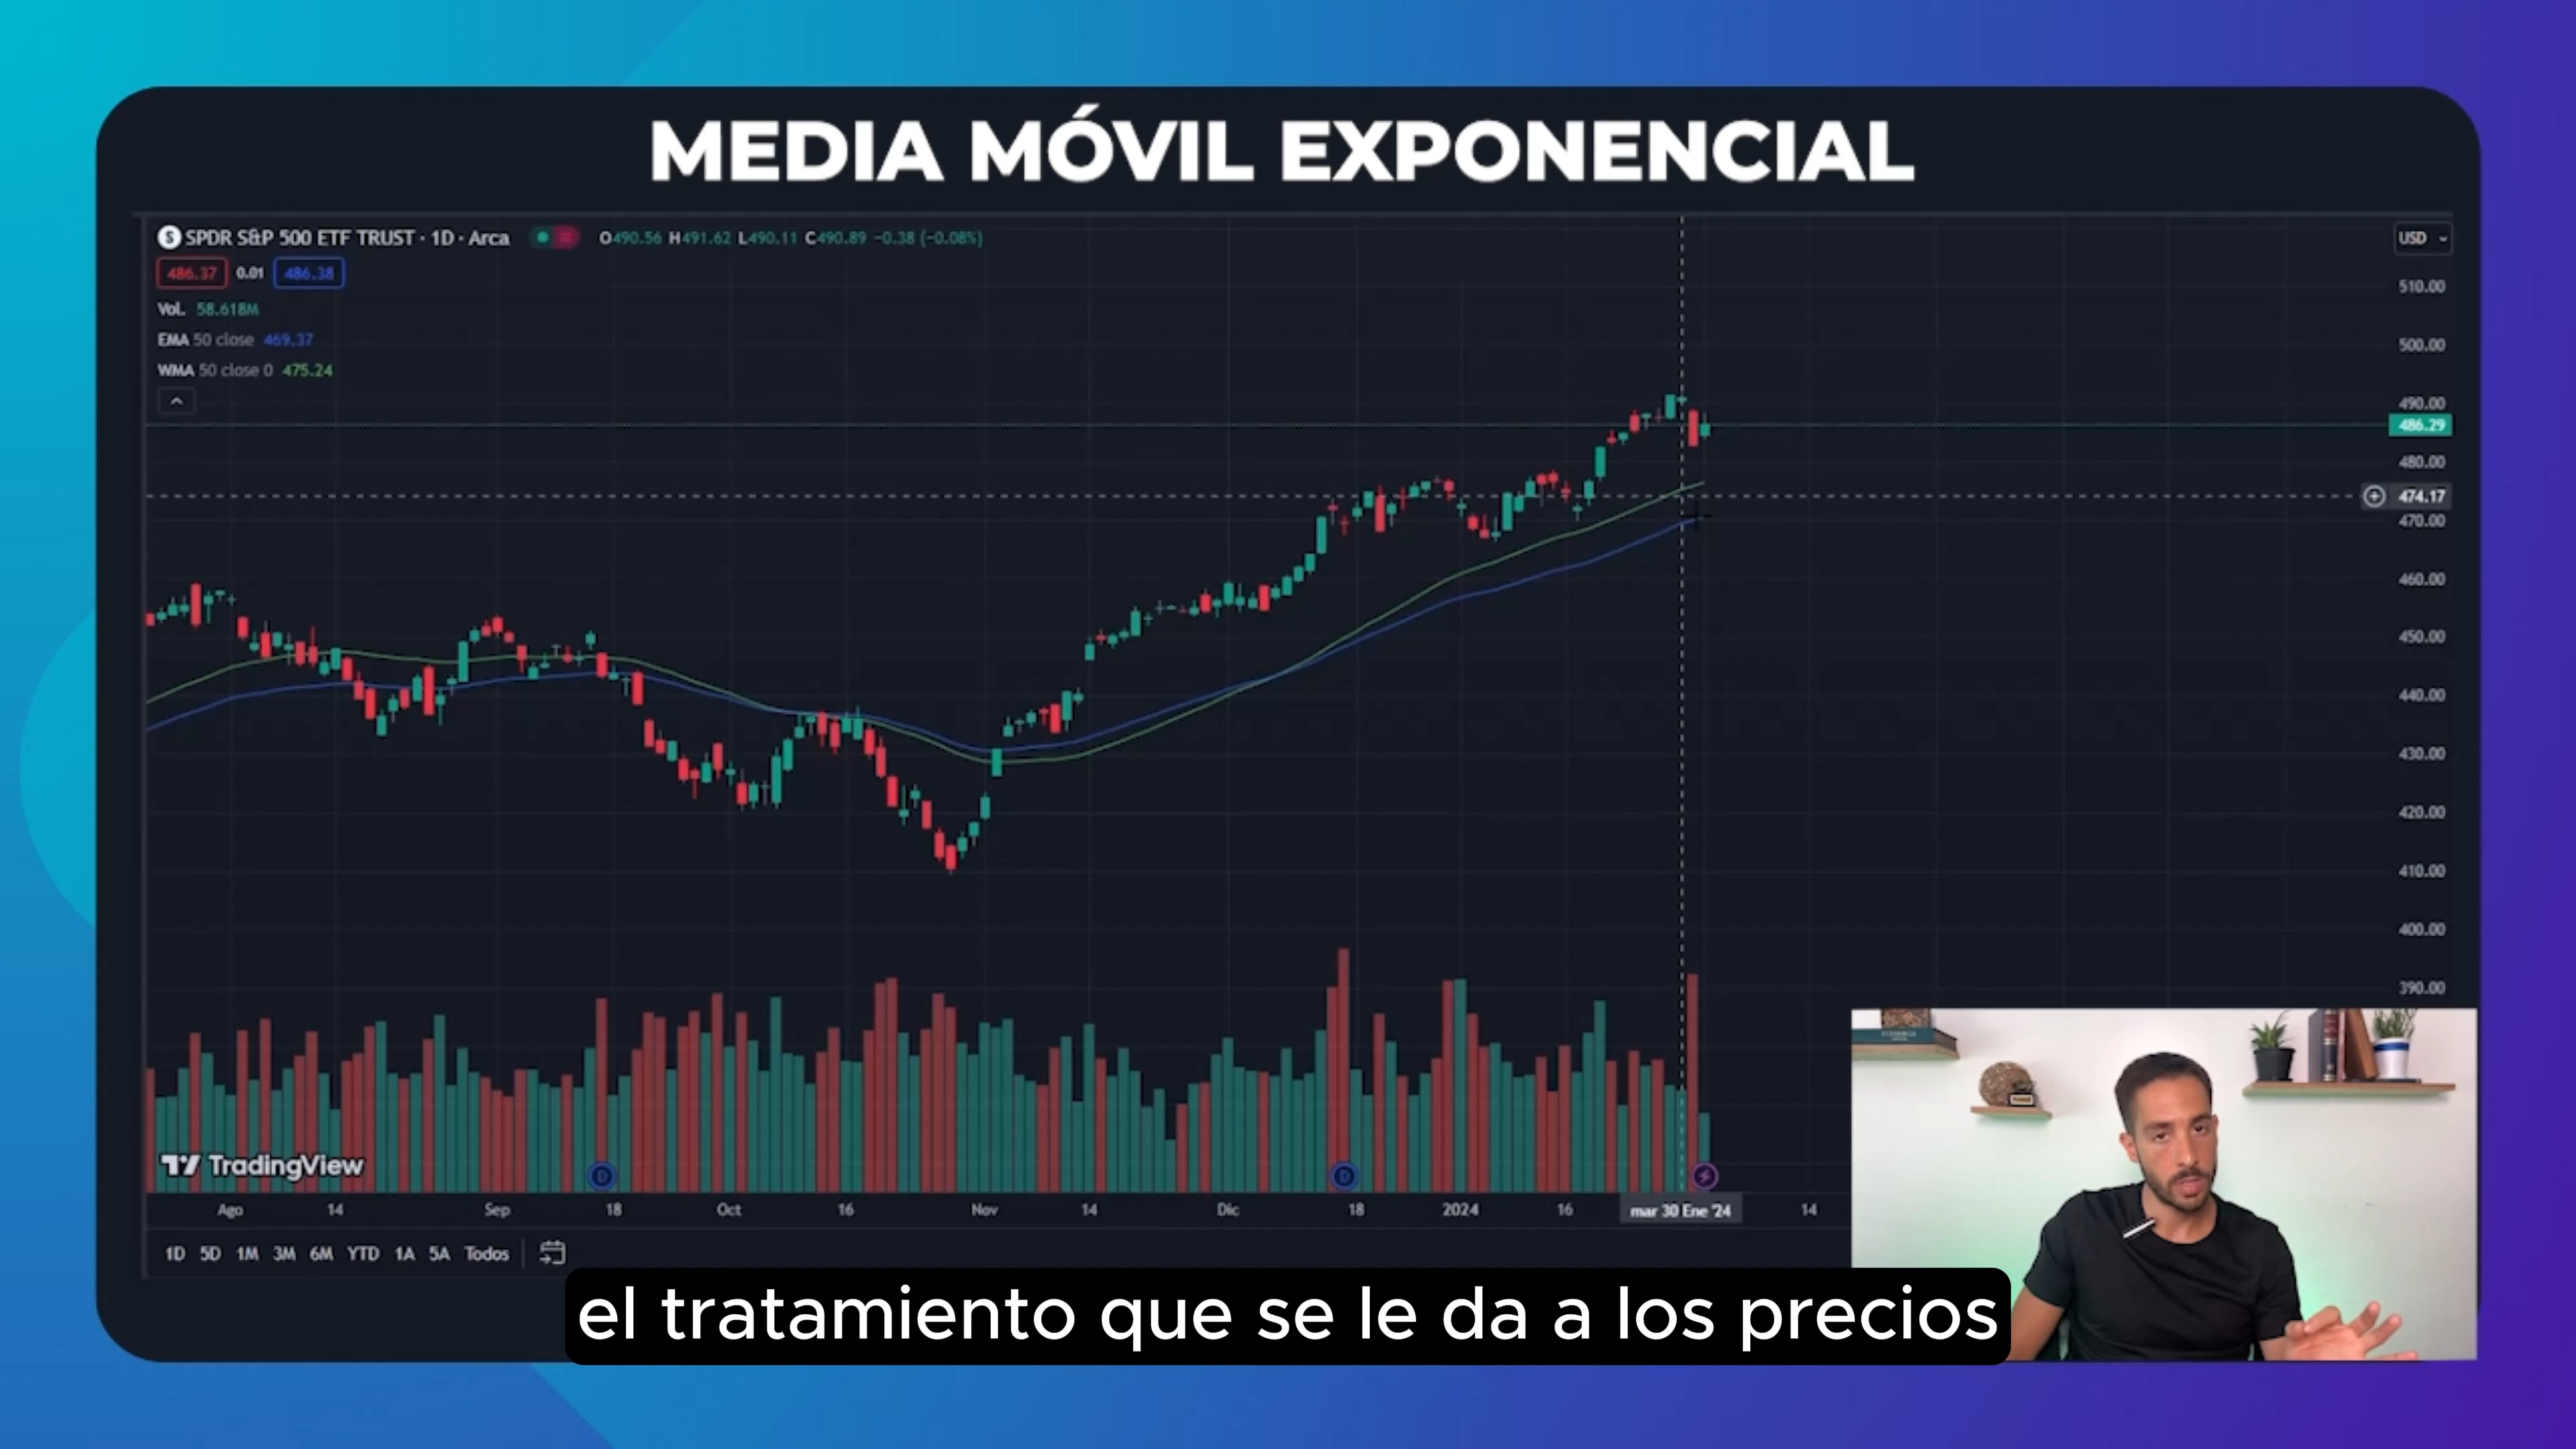 MEDIA MÓVIL EXPONENCIAL
S SPDR S&P 500 ETF TRUST · 1D · Arca O490.56 H491.62 L490.11 C490.89 −0.38 (−0.08%)
USD
486.37 0.01 486.38
Vol. 58.618M
EMA 50 close 469.37
WMA 50 close 0 475.24
510.00
500.00
490.00
486.29
480.00
474.17
470.00
460.00
450.00
440.00
430.00
420.00
410.00
400.00
390.00
TradingView
D D
Ago 14 Sep 18 Oct 16 Nov 14 Dic 18 2024 16 mar 30 Ene '24 14
1D 5D 1M 3M 6M YTD 1A 5A Todos
el tratamiento que se le da a los precios